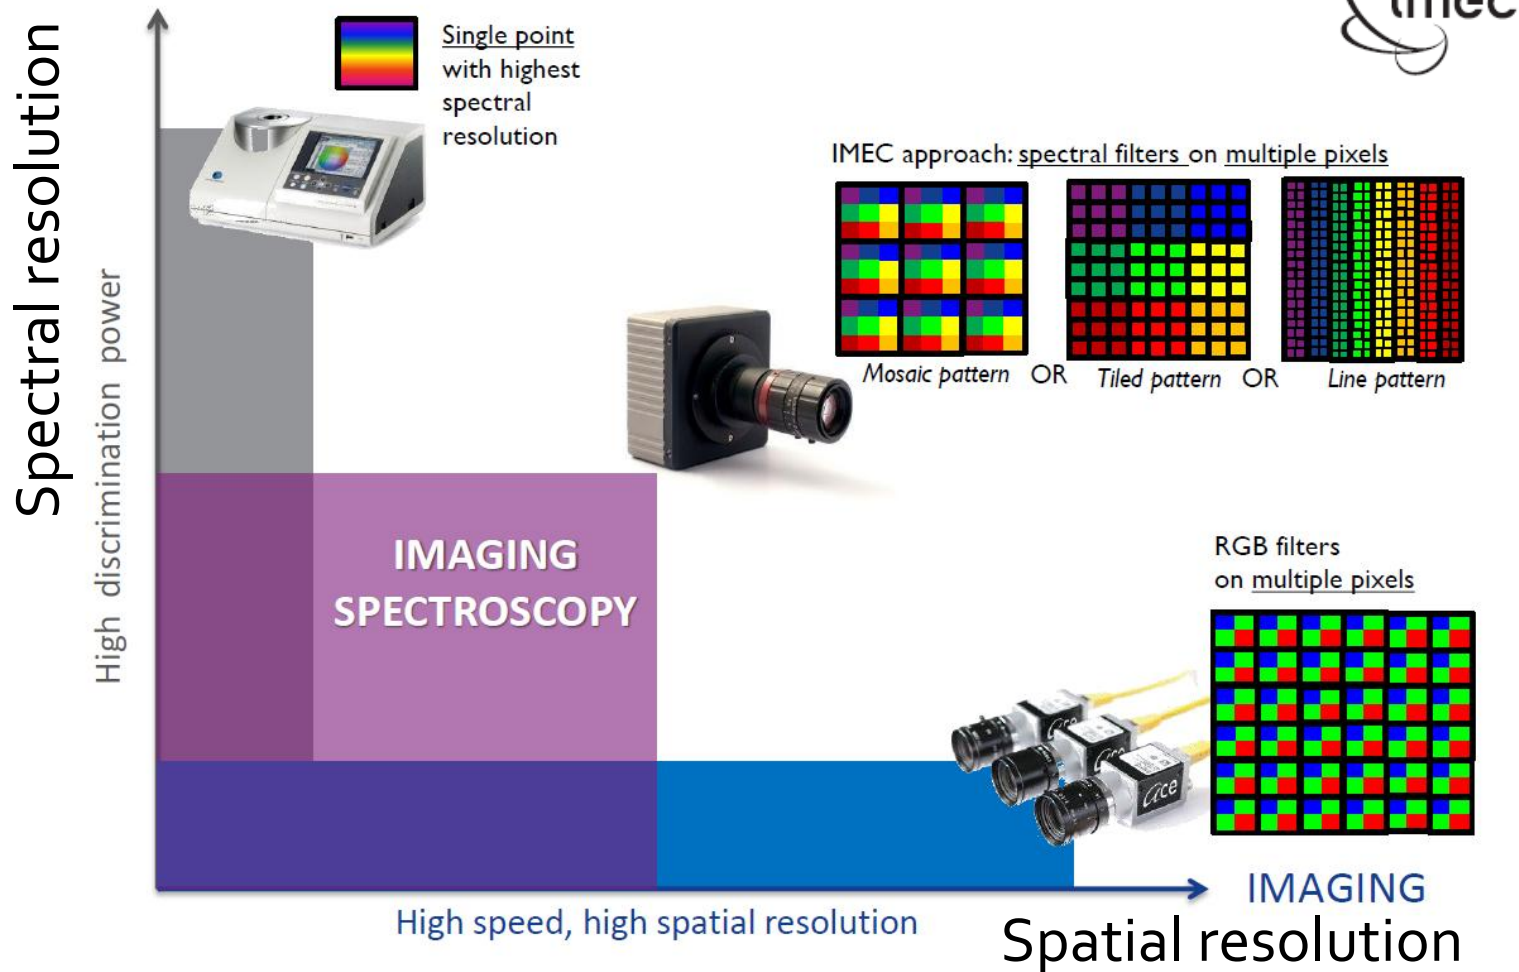 imec
Spectral resolution
High discrimination power
Single point
with highest
spectral
resolution
IMEC approach: spectral filters on multiple pixels
Mosaic pattern OR Tiled pattern OR Line pattern
IMAGING
SPECTROSCOPY
RGB filters
on multiple pixels
ace
IMAGING
High speed, high spatial resolution
Spatial resolution